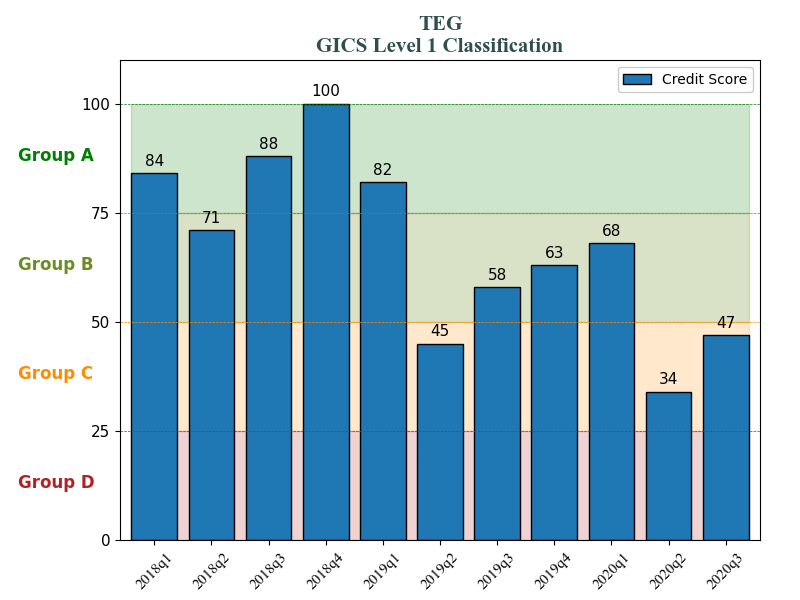 TEG
GICS Level 1 Classification
Credit Score
100
75
50
25
0
Group A
Group B
Group C
Group D
84
71
88
100
82
45
58
63
68
34
47
2018q1
2018q2
2018q3
2018q4
2019q1
2019q2
2019q3
2019q4
2020q1
2020q2
2020q3